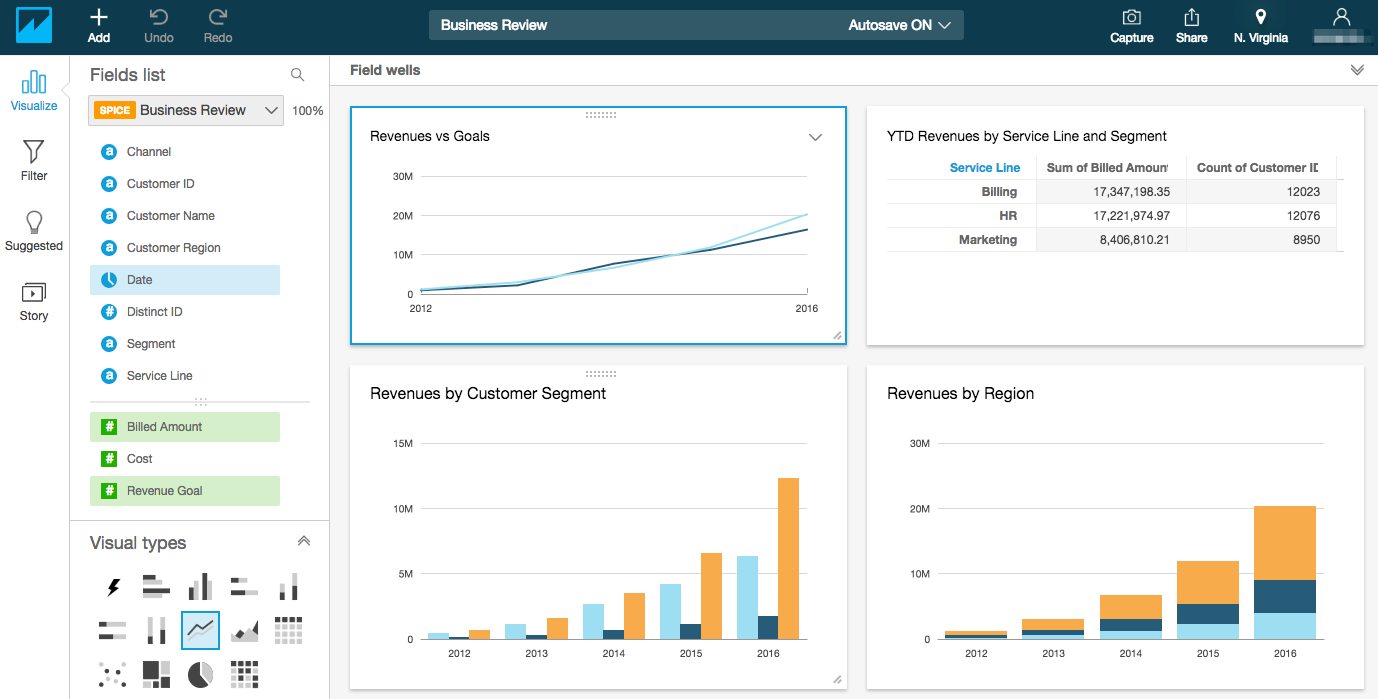 Add
Undo
Redo
Business Review
Autosave ON
Capture
Share
N. Virginia
Visualize
Filter
Suggested
Story
Fields list
SPICE Business Review 100%
a Channel
a Customer ID
a Customer Name
a Customer Region
Date
# Distinct ID
a Segment
a Service Line
# Billed Amount
# Cost
# Revenue Goal
Visual types
Field wells
Revenues vs Goals
30M
20M
10M
0
2012 2016
YTD Revenues by Service Line and Segment
Service Line Sum of Billed Amount Count of Customer ID
Billing 17,347,198.35 12023
HR 17,221,974.97 12076
Marketing 8,406,810.21 8950
Revenues by Customer Segment
15M
10M
5M
0
2012 2013 2014 2015 2016
Revenues by Region
30M
20M
10M
0
2012 2013 2014 2015 2016